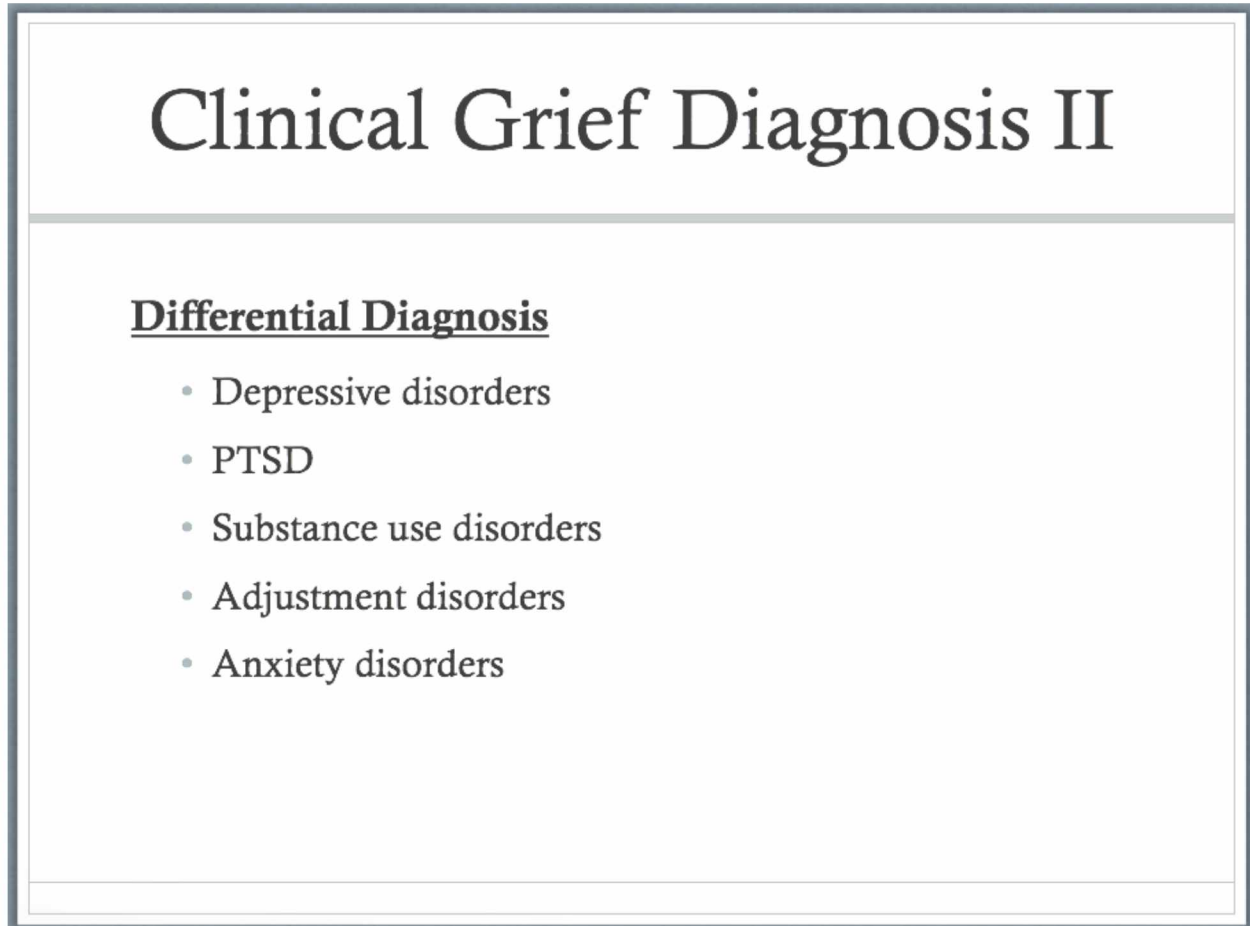 Clinical Grief Diagnosis II
Differential Diagnosis
• Depressive disorders
• PTSD
• Substance use disorders
• Adjustment disorders
• Anxiety disorders